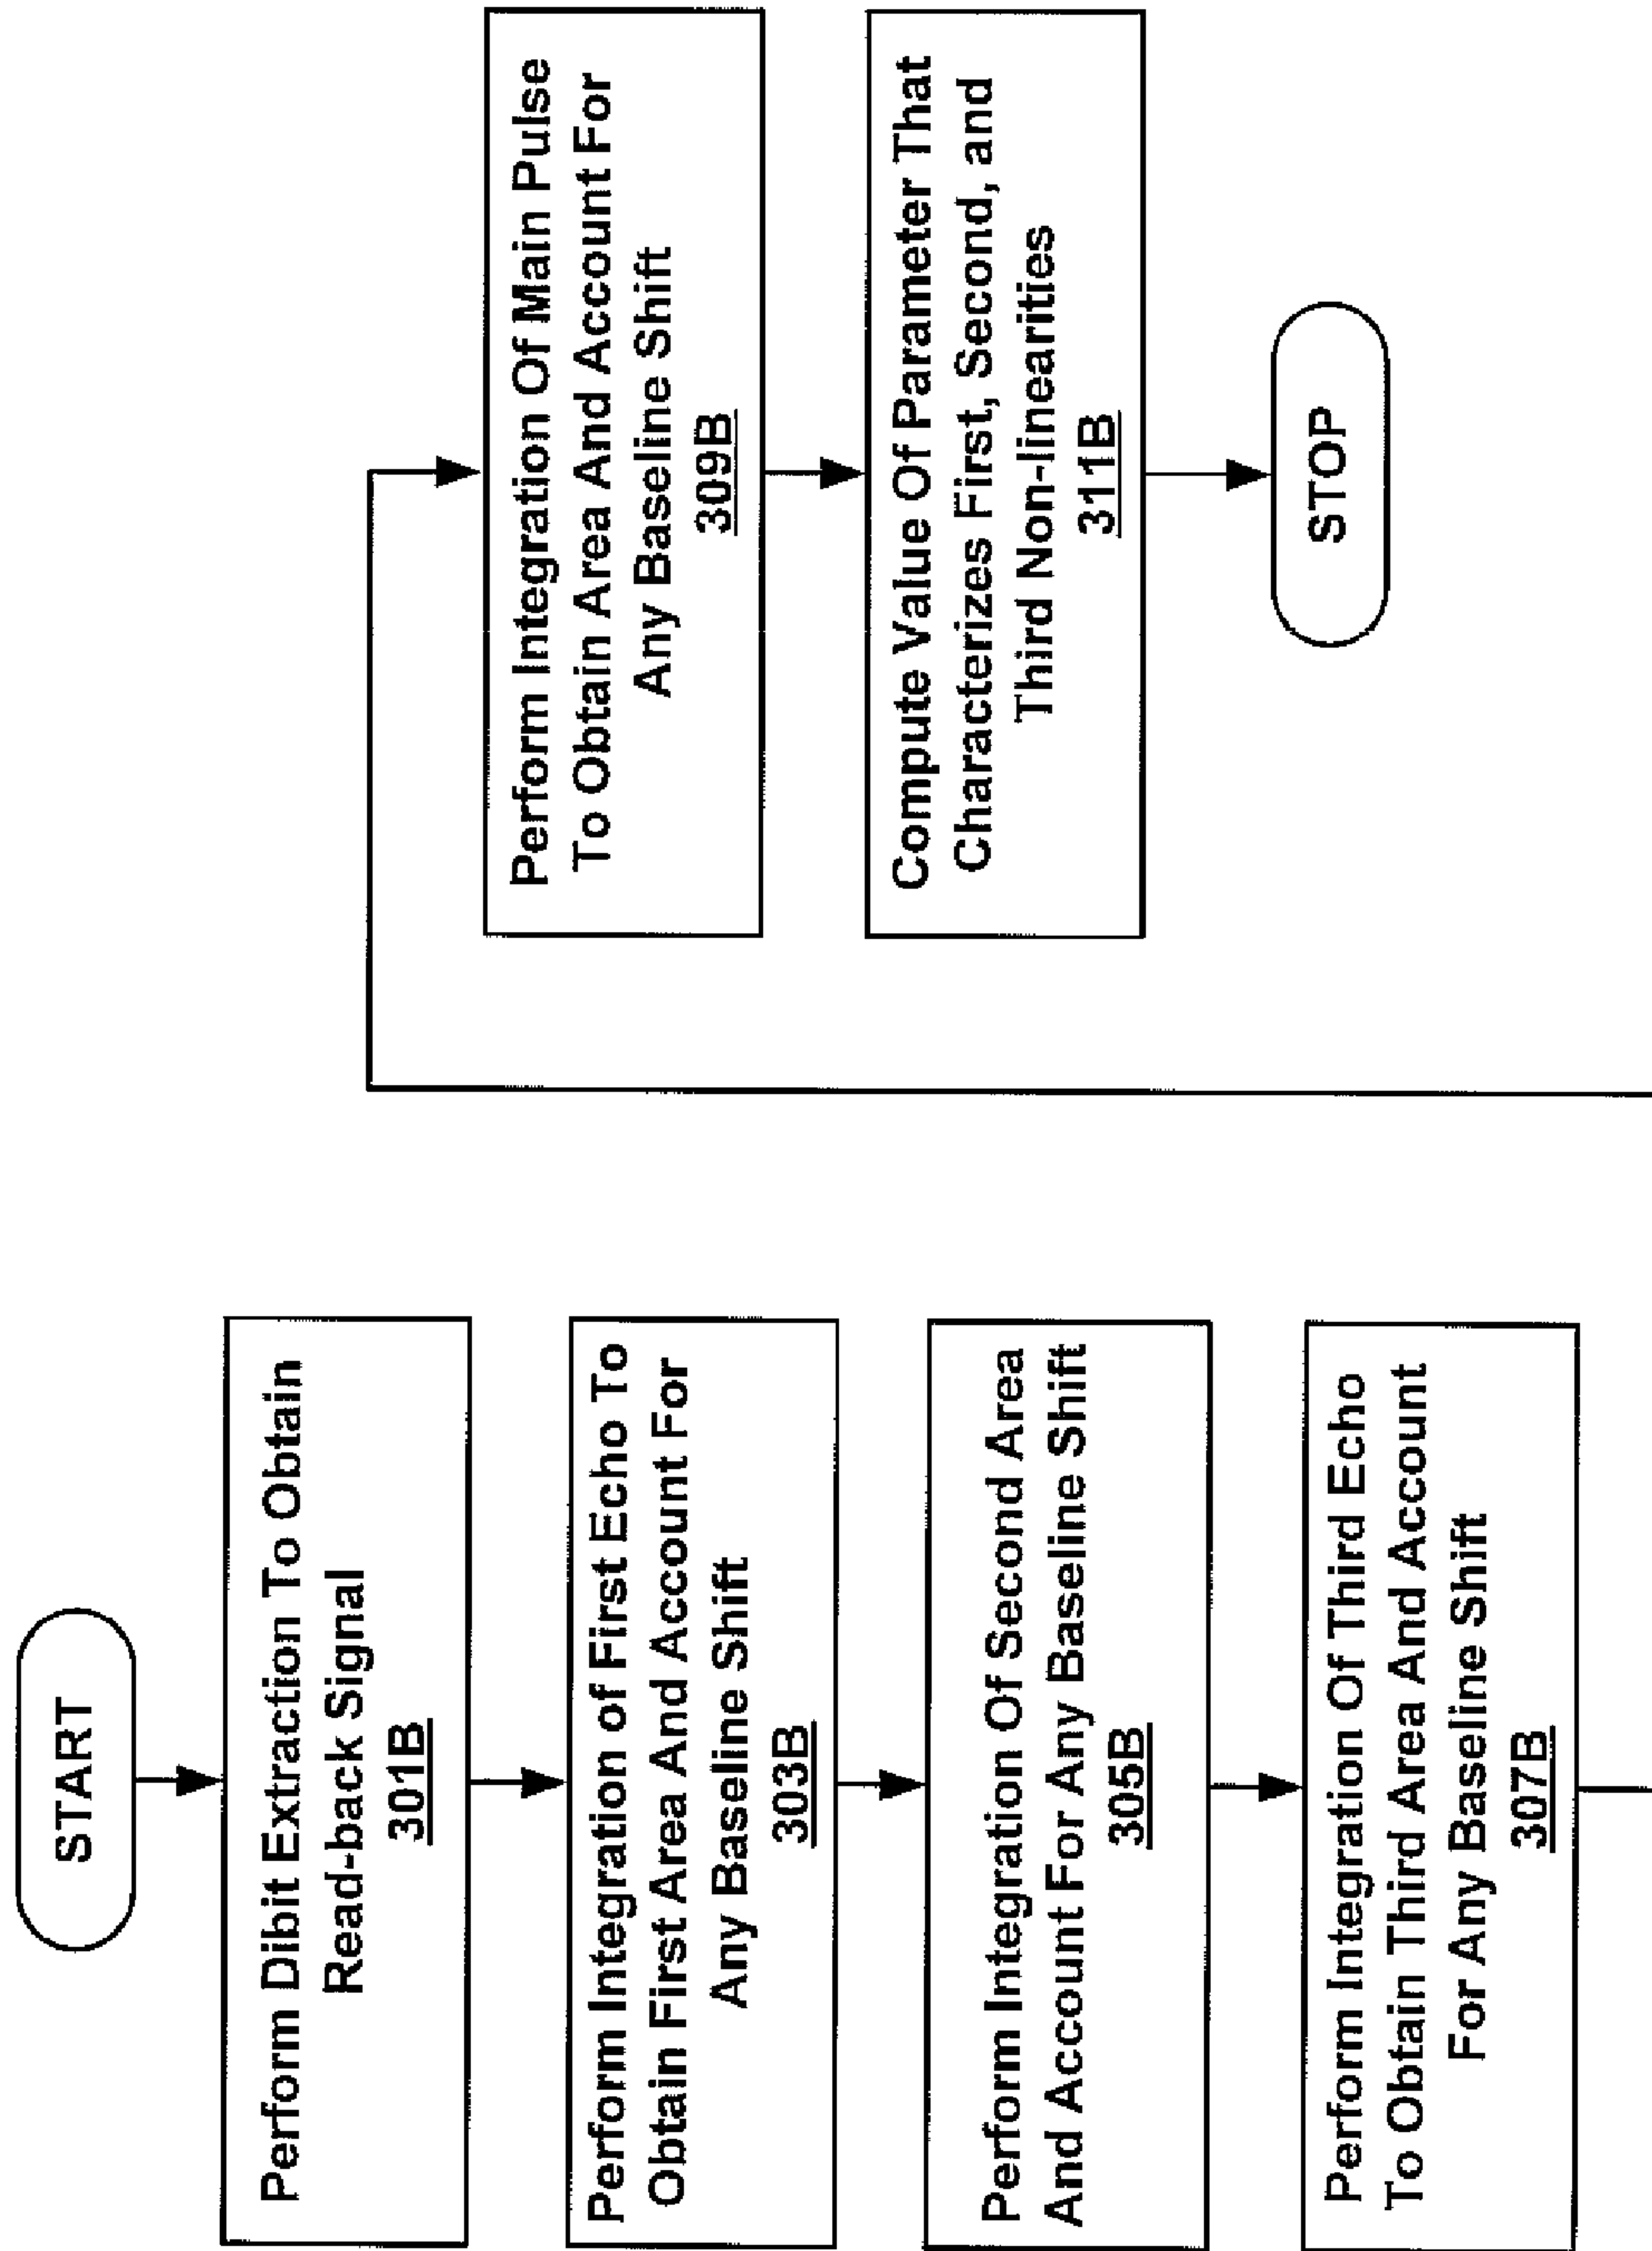 START
Perform Dibit Extraction To Obtain
Read-back Signal
301B
Perform Integration of First Echo To
Obtain First Area And Account For
Any Baseline Shift
303B
Perform Integration Of Second Area
And Account For Any Baseline Shift
305B
Perform Integration Of Third Echo
To Obtain Third Area And Account
For Any Baseline Shift
307B
Perform Integration Of Main Pulse
To Obtain Area And Account For
Any Baseline Shift
309B
Compute Value Of Parameter That
Characterizes First, Second, and
Third Non-linearities
311B
STOP